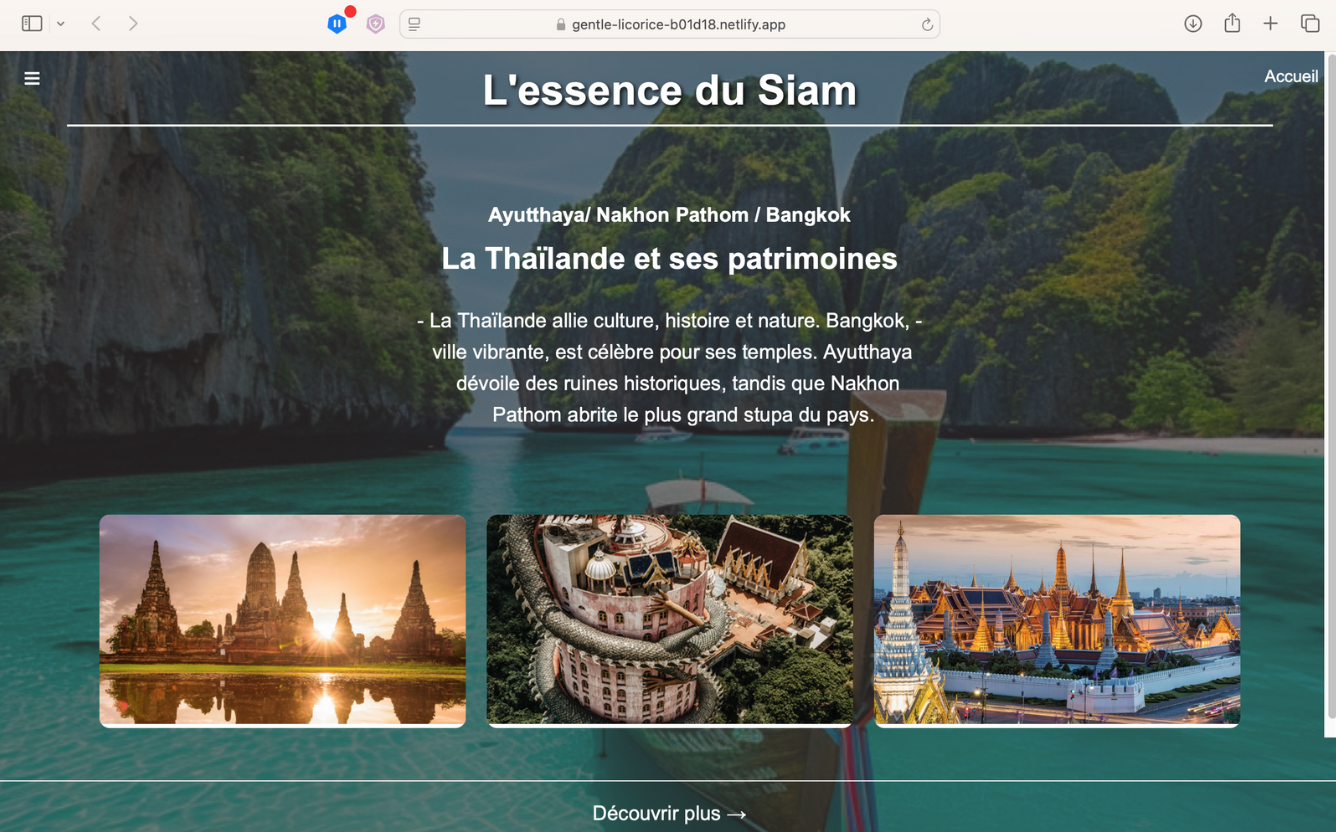 gentle-licorice-b01d18.netlify.app
L'essence du Siam
Accueil
Ayutthaya/ Nakhon Pathom / Bangkok
La Thaïlande et ses patrimoines
- La Thaïlande allie culture, histoire et nature. Bangkok, -
ville vibrante, est célèbre pour ses temples. Ayutthaya
dévoile des ruines historiques, tandis que Nakhon
Pathom abrite le plus grand stupa du pays.
Découvrir plus →